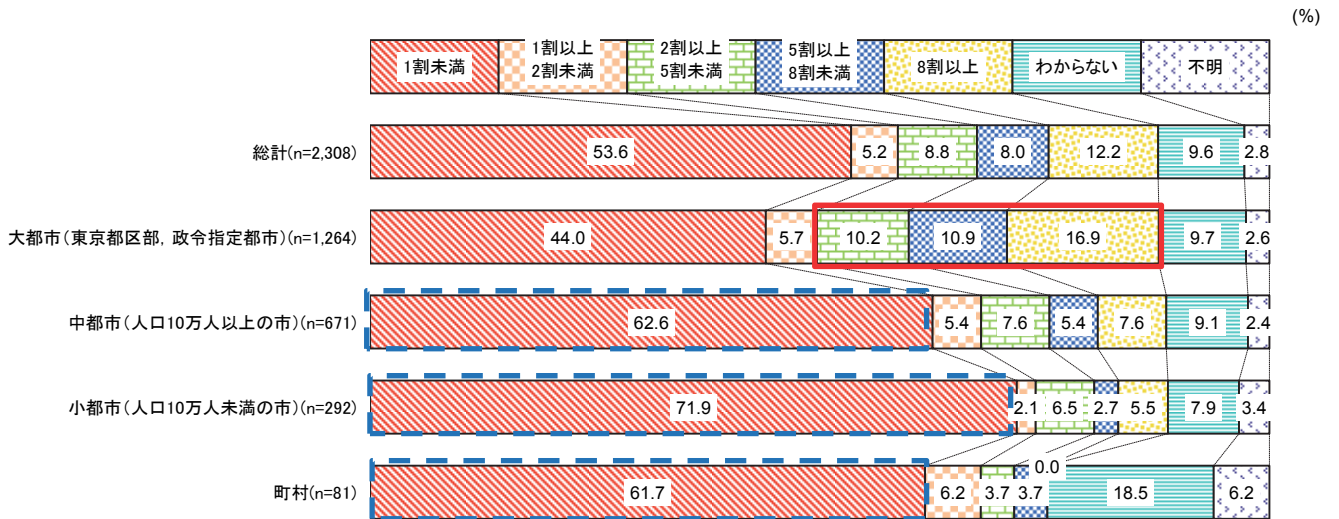 (%)
1割未満
1割以上
2割未満
2割以上
5割未満
5割以上
8割未満
8割以上
わからない
不明
総計(n=2,308)
53.6 5.2 8.8 8.0 12.2 9.6 2.8
大都市(東京都区部, 政令指定都市)(n=1,264)
44.0 5.7 10.2 10.9 16.9 9.7 2.6
中都市(人口10万人以上の市)(n=671)
62.6 5.4 7.6 5.4 7.6 9.1 2.4
小都市(人口10万人未満の市)(n=292)
71.9 2.1 6.5 2.7 5.5 7.9 3.4
町村(n=81)
61.7 6.2 3.7 3.7 0.0 18.5 6.2